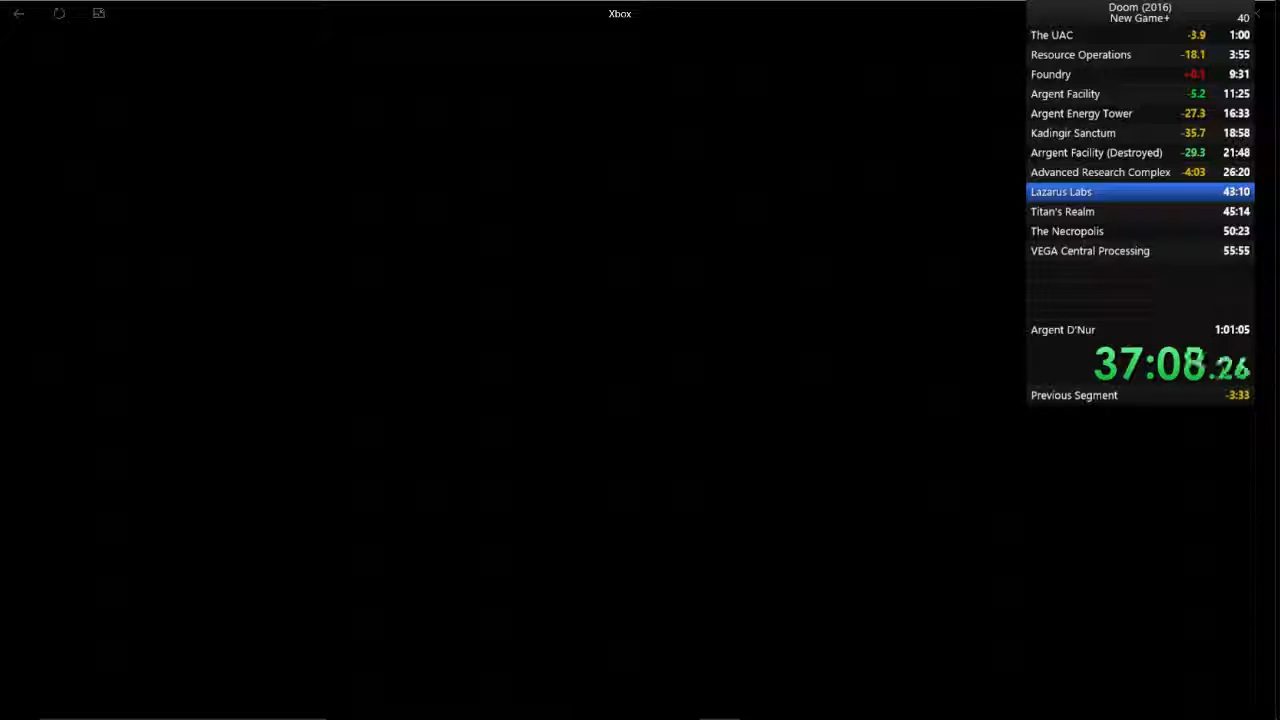 Xbox
Doom (2016)
New Game+ 40
The UAC -3.9 1:00
Resource Operations -18.1 3:55
Foundry +0.1 9:31
Argent Facility -5.2 11:25
Argent Energy Tower -27.3 16:33
Kadingir Sanctum -35.7 18:58
Arrgent Facility (Destroyed) -29.3 21:48
Advanced Research Complex -4:03 26:20
Lazarus Labs 43:10
Titan's Realm 45:14
The Necropolis 50:23
VEGA Central Processing 55:55
Argent D'Nur 1:01:05
37:08.26
Previous Segment -3:33